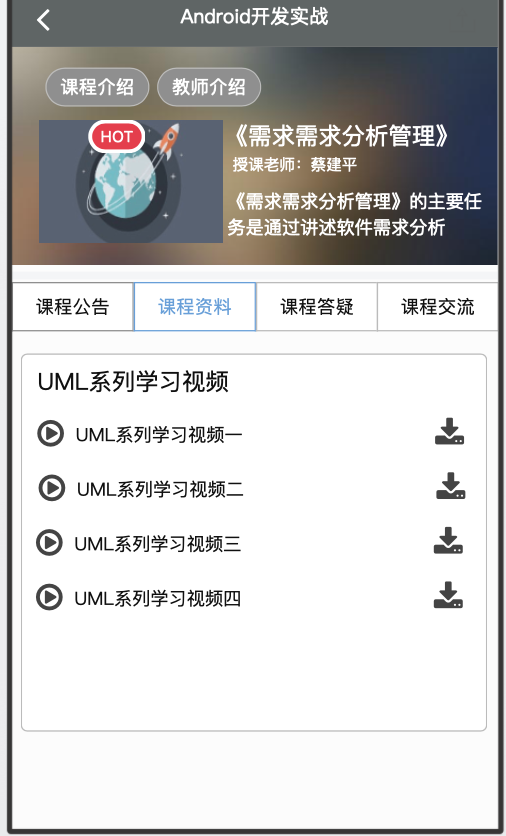 Android开发实战
课程介绍
教师介绍
HOT
《需求需求分析管理》
授课老师：蔡建平
《需求需求分析管理》的主要任
务是通过讲述软件需求分析
课程公告
课程资料
课程答疑
课程交流
UML系列学习视频
UML系列学习视频一
UML系列学习视频二
UML系列学习视频三
UML系列学习视频四